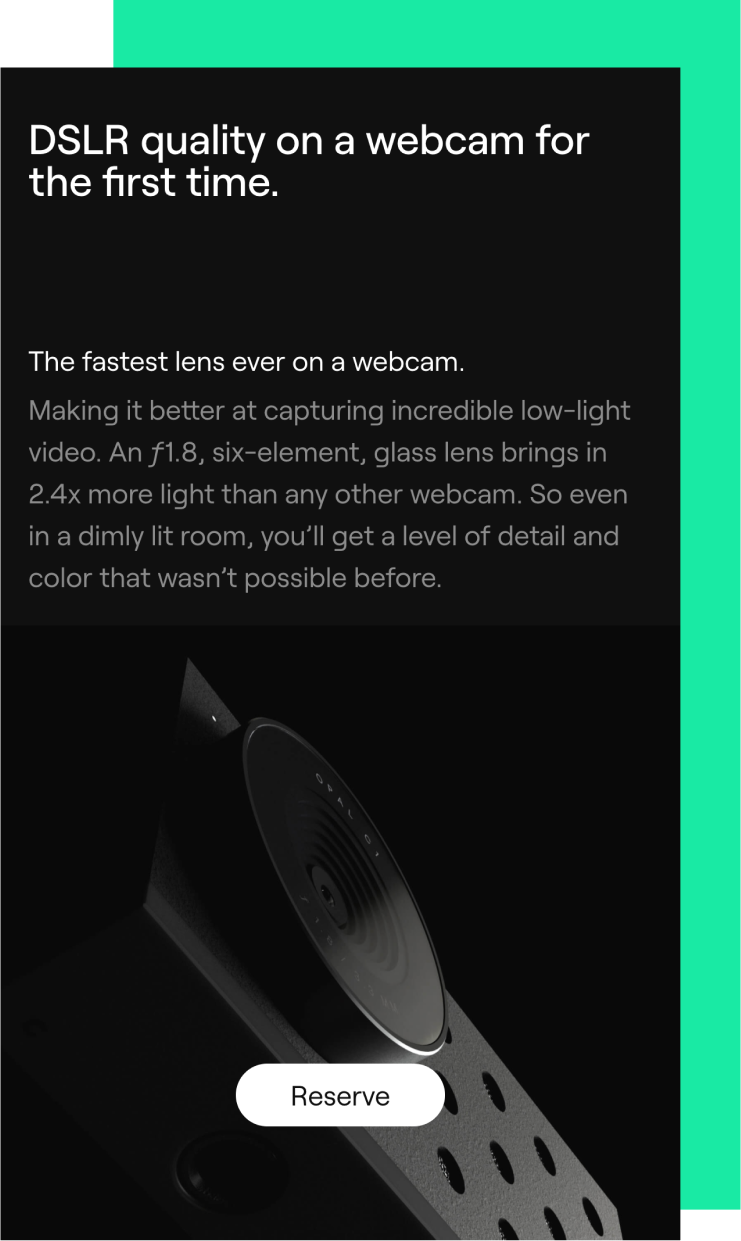 DSLR quality on a webcam for
the first time.
The fastest lens ever on a webcam.
Making it better at capturing incredible low-light
video. An ƒ1.8, six-element, glass lens brings in
2.4x more light than any other webcam. So even
in a dimly lit room, you’ll get a level of detail and
color that wasn’t possible before.
OPAL C1
Reserve